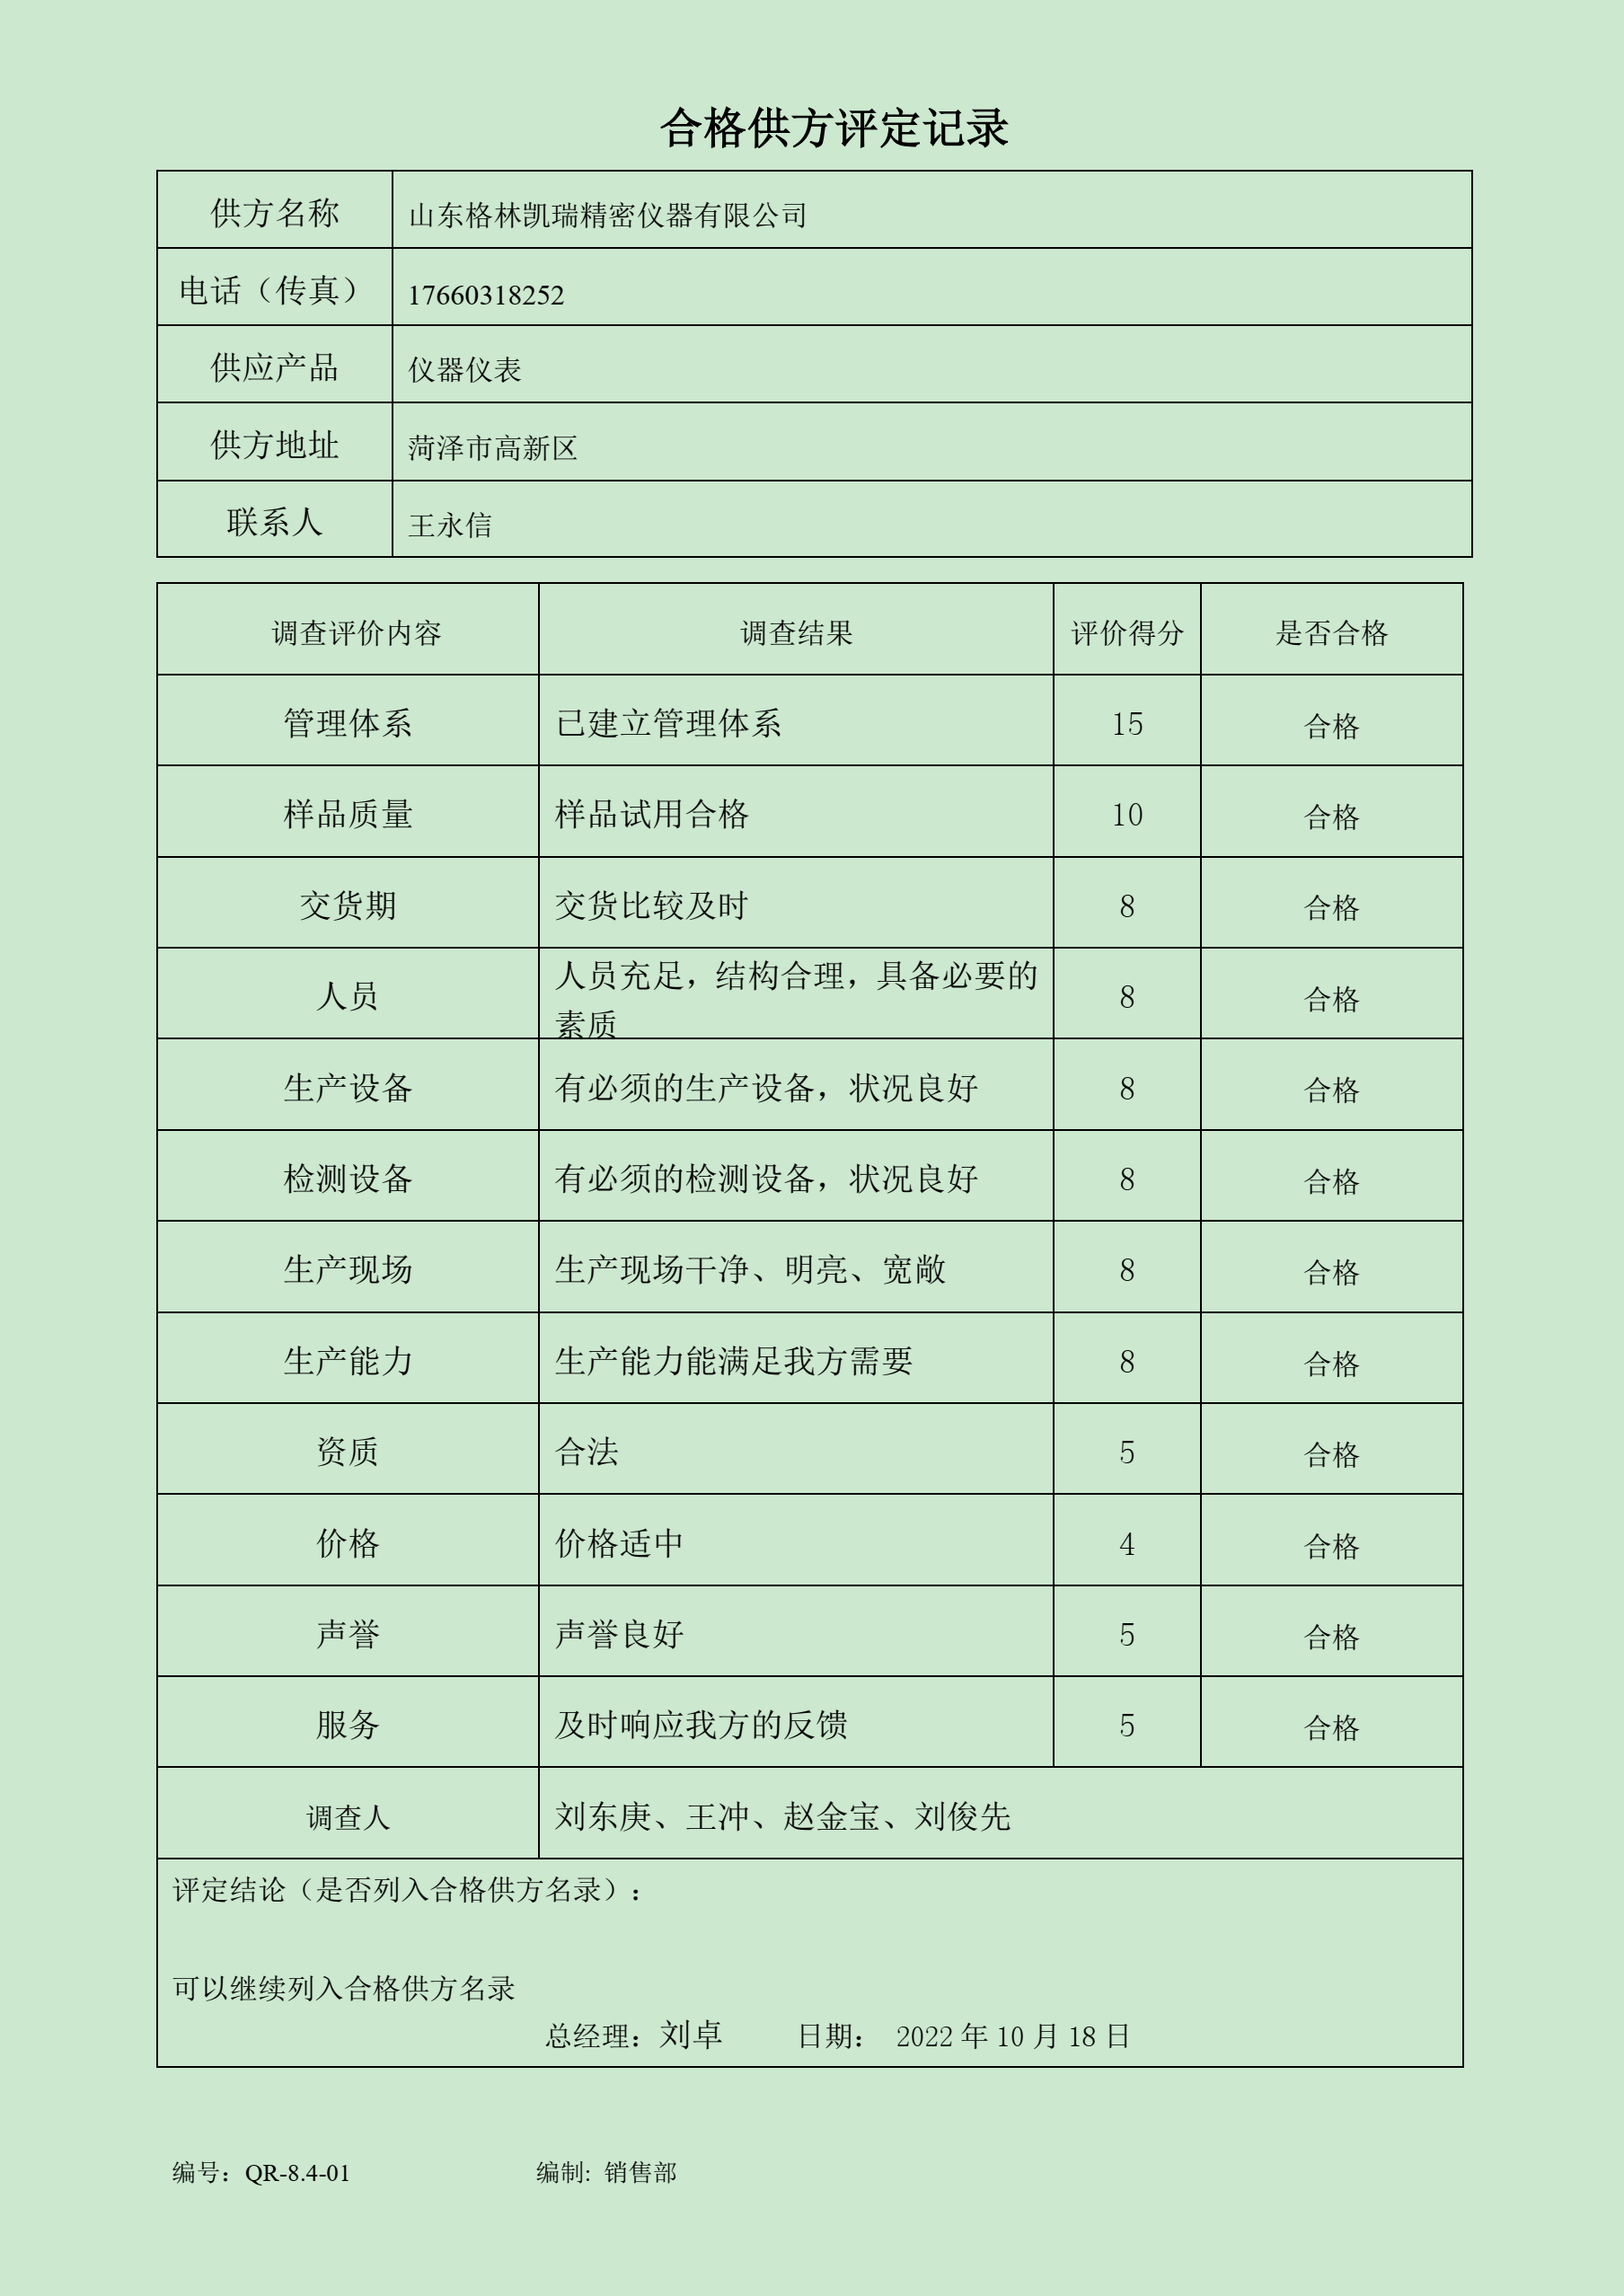 合格供方评定记录
供方名称 山东格林凯瑞精密仪器有限公司
电话（传真） 17660318252
供应产品 仪器仪表
供方地址 菏泽市高新区
联系人 王永信
调查评价内容 调查结果 评价得分 是否合格
管理体系 已建立管理体系 15 合格
样品质量 样品试用合格 10 合格
交货期 交货比较及时 8 合格
人员 人员充足，结构合理，具备必要的 8 合格
素质
生产设备 有必须的生产设备，状况良好 8 合格
检测设备 有必须的检测设备，状况良好 8 合格
生产现场 生产现场干净、明亮、宽敞 8 合格
生产能力 生产能力能满足我方需要 8 合格
资质 合法 5 合格
价格 价格适中 4 合格
声誉 声誉良好 5 合格
服务 及时响应我方的反馈 5 合格
调查人 刘东庚、王冲、赵金宝、刘俊先
评定结论（是否列入合格供方名录）：
可以继续列入合格供方名录
总经理：刘卓 日期： 2022 年 10 月 18 日
编号：QR-8.4-01 编制: 销售部